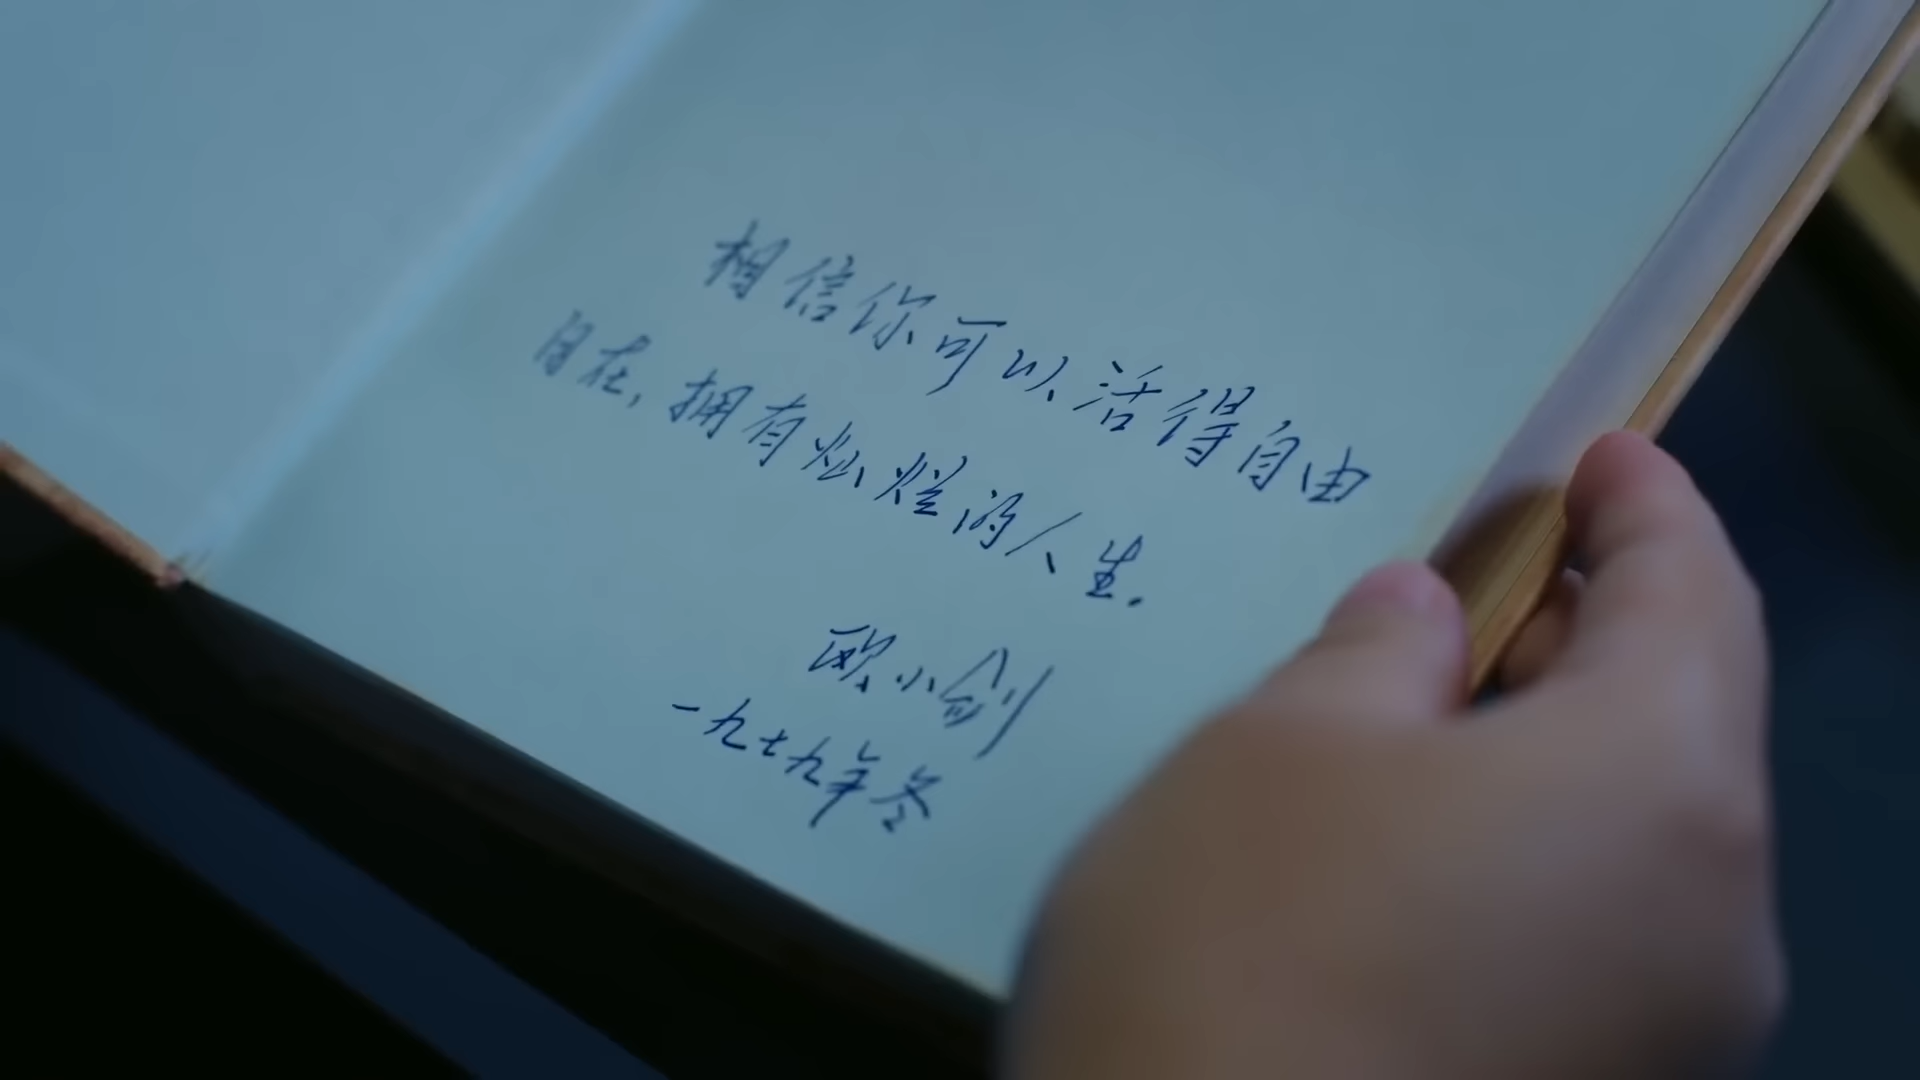 相信你可以活得自由
自在,拥有灿烂的人生.
欧小剑
一九七九年冬